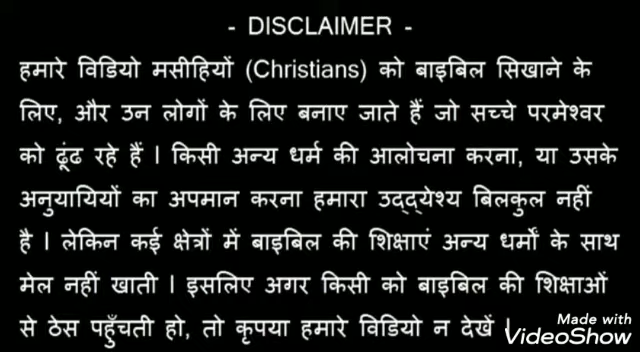 - DISCLAIMER -
हमारे विडियो मसीहियों (Christians) को बाइबिल सिखाने के
लिए, और उन लोगों के लिए बनाए जाते हैं जो सच्चे परमेश्वर
को ढूंढ रहे हैं । किसी अन्य धर्म की आलोचना करना, या उसके
अनुयायियों का अपमान करना हमारा उद्द्येश्य बिलकुल नहीं
है । लेकिन कई क्षेत्रों में बाइबिल की शिक्षाएं अन्य धर्मों के साथ
मेल नहीं खाती । इसलिए अगर किसी को बाइबिल की शिक्षाओं
से ठेस पहुँचती हो, तो कृपया हमारे विडियो न देखें ।
Made with
VideoShow